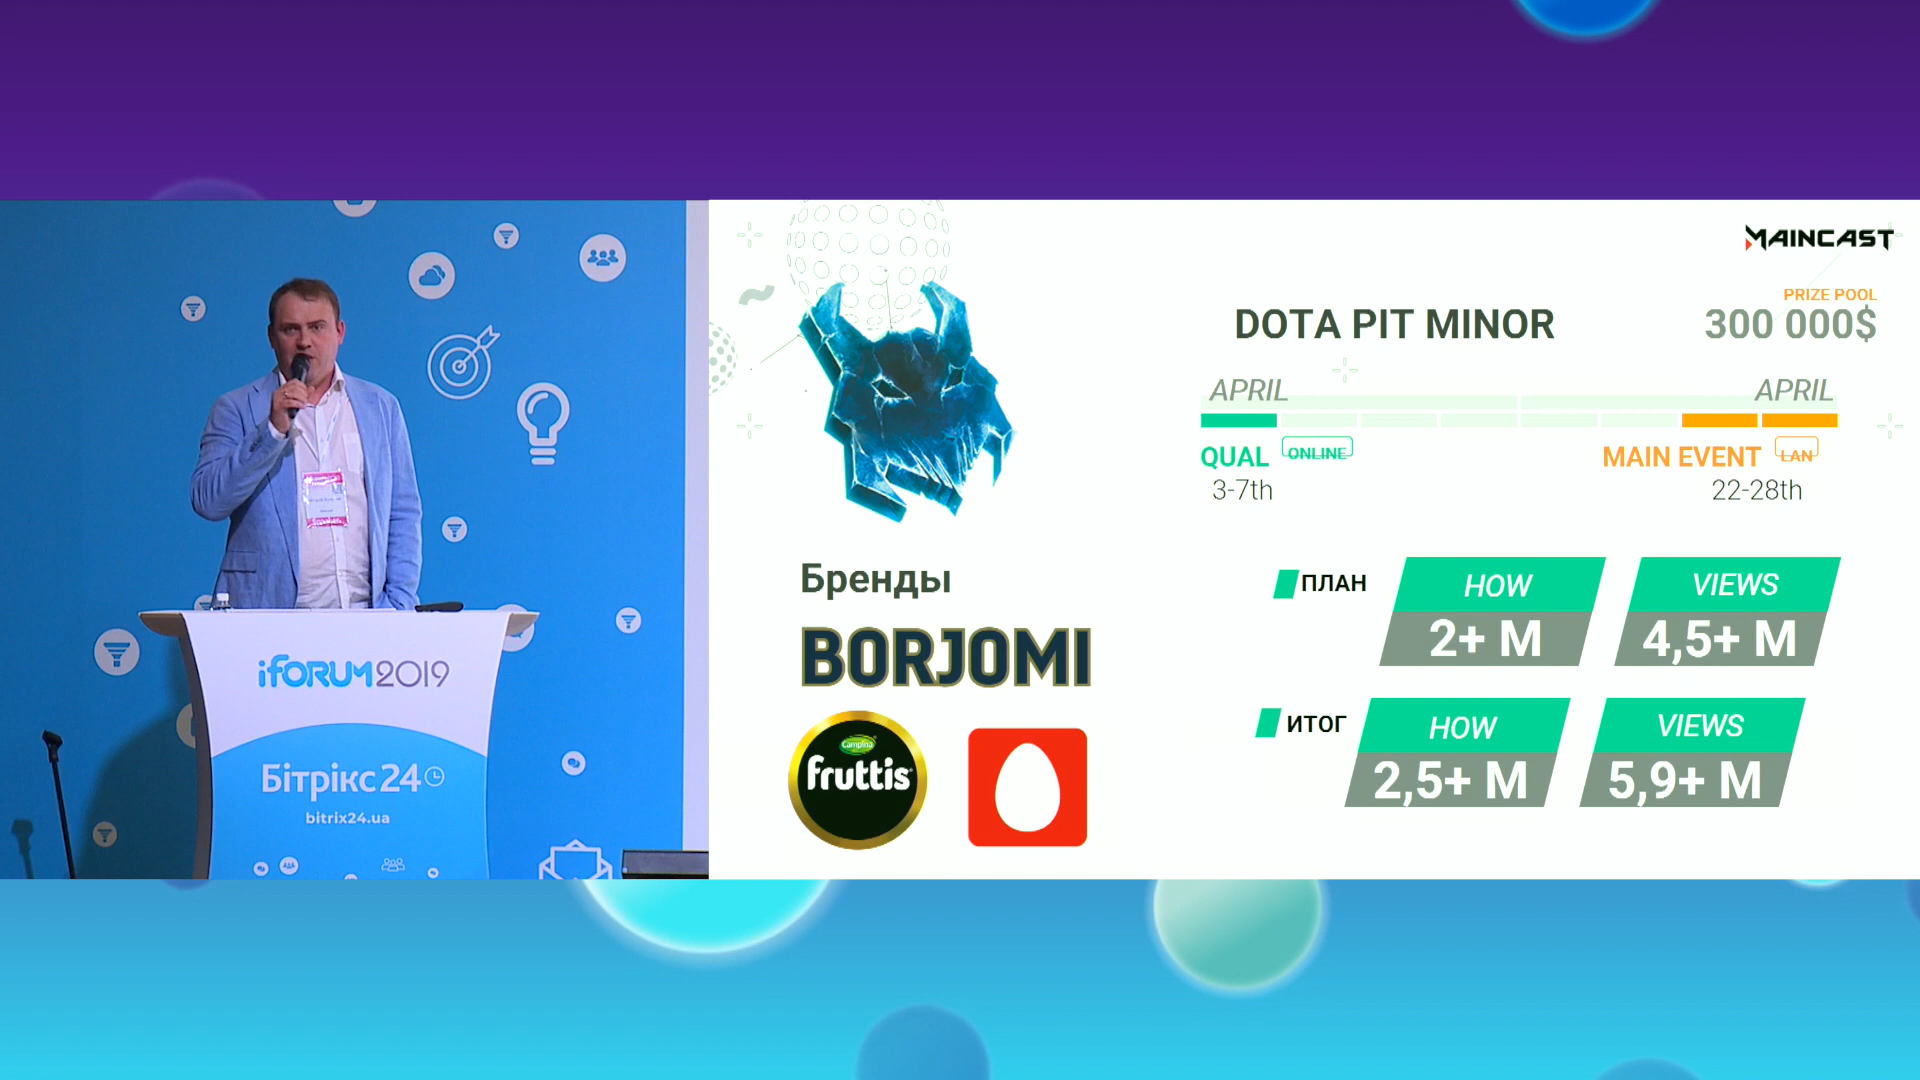 MAINCAST
PRIZE POOL
DOTA PIT MINOR
300 000$
APRIL
APRIL
QUAL
ONLINE
MAIN EVENT
LAN
3-7th
22-28th
Бренды
BORJOMI
Campina
fruttis
ПЛАН
HOW
VIEWS
2+ M
4,5+ M
ИТОГ
HOW
VIEWS
2,5+ M
5,9+ M
iFORUM2019
Бітрікс24
bitrix24.ua